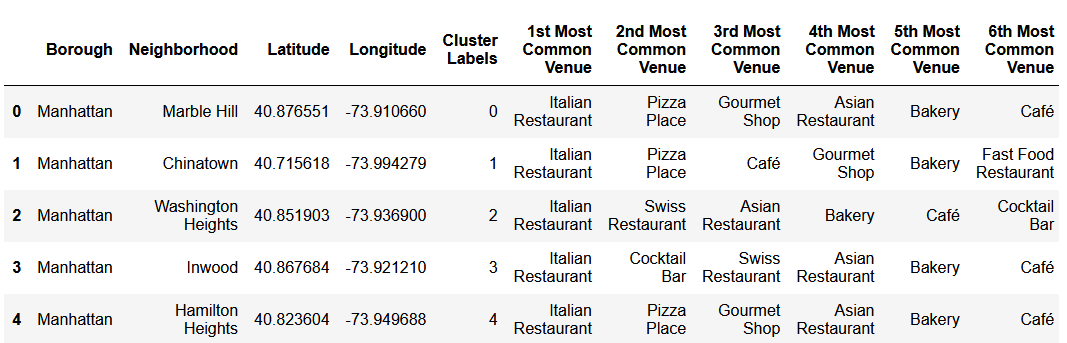 Borough Neighborhood Latitude Longitude Cluster Labels 1st Most Common Venue 2nd Most Common Venue 3rd Most Common Venue 4th Most Common Venue 5th Most Common Venue 6th Most Common Venue
0 Manhattan Marble Hill 40.876551 -73.910660 0 Italian Restaurant Pizza Place Gourmet Shop Asian Restaurant Bakery Café
1 Manhattan Chinatown 40.715618 -73.994279 1 Italian Restaurant Pizza Place Café Gourmet Shop Bakery Fast Food Restaurant
2 Manhattan Washington Heights 40.851903 -73.936900 2 Italian Restaurant Swiss Restaurant Asian Restaurant Bakery Café Cocktail Bar
3 Manhattan Inwood 40.867684 -73.921210 3 Italian Restaurant Cocktail Bar Swiss Restaurant Asian Restaurant Bakery Café
4 Manhattan Hamilton Heights 40.823604 -73.949688 4 Italian Restaurant Pizza Place Gourmet Shop Asian Restaurant Bakery Café